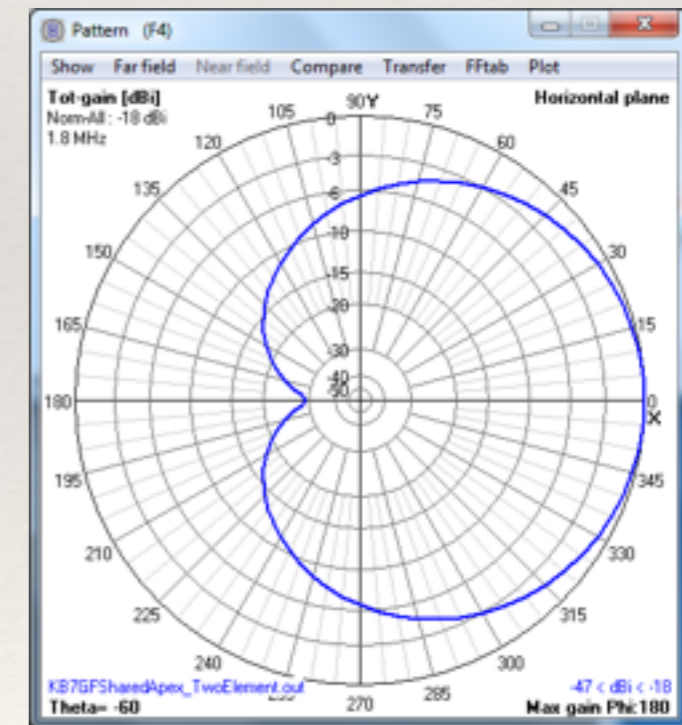 Pattern (F4)
Show Far field Near field Compare Transfer FFtab Plot
Tot-gain [dBi]
Norm-All : -18 dBi
1.8 MHz
Horizontal plane
105 90 Y 75
120 60
135 45
150 30
165 15
180 0 X
195 345
210 330
225 315
240 300
270 285
0
-3
-6
-10
-15
-20
-30
-40
-50
KB7GFSharedApex_TwoElement.out
-47 < dBi < -18
Theta= -60
Max gain Phi:180